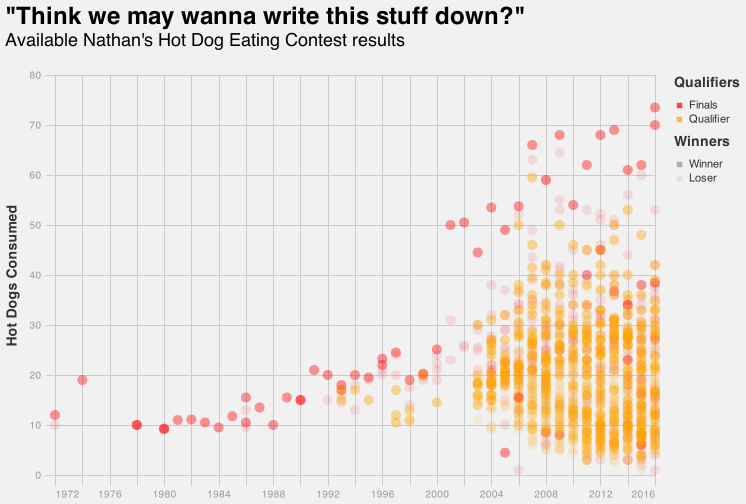 "Think we may wanna write this stuff down?"
Available Nathan's Hot Dog Eating Contest results
Hot Dogs Consumed
80
70
60
50
40
30
20
10
0
1972 1976 1980 1984 1988 1992 1996 2000 2004 2008 2012 2016
Qualifiers
Finals
Qualifier
Winners
Winner
Loser